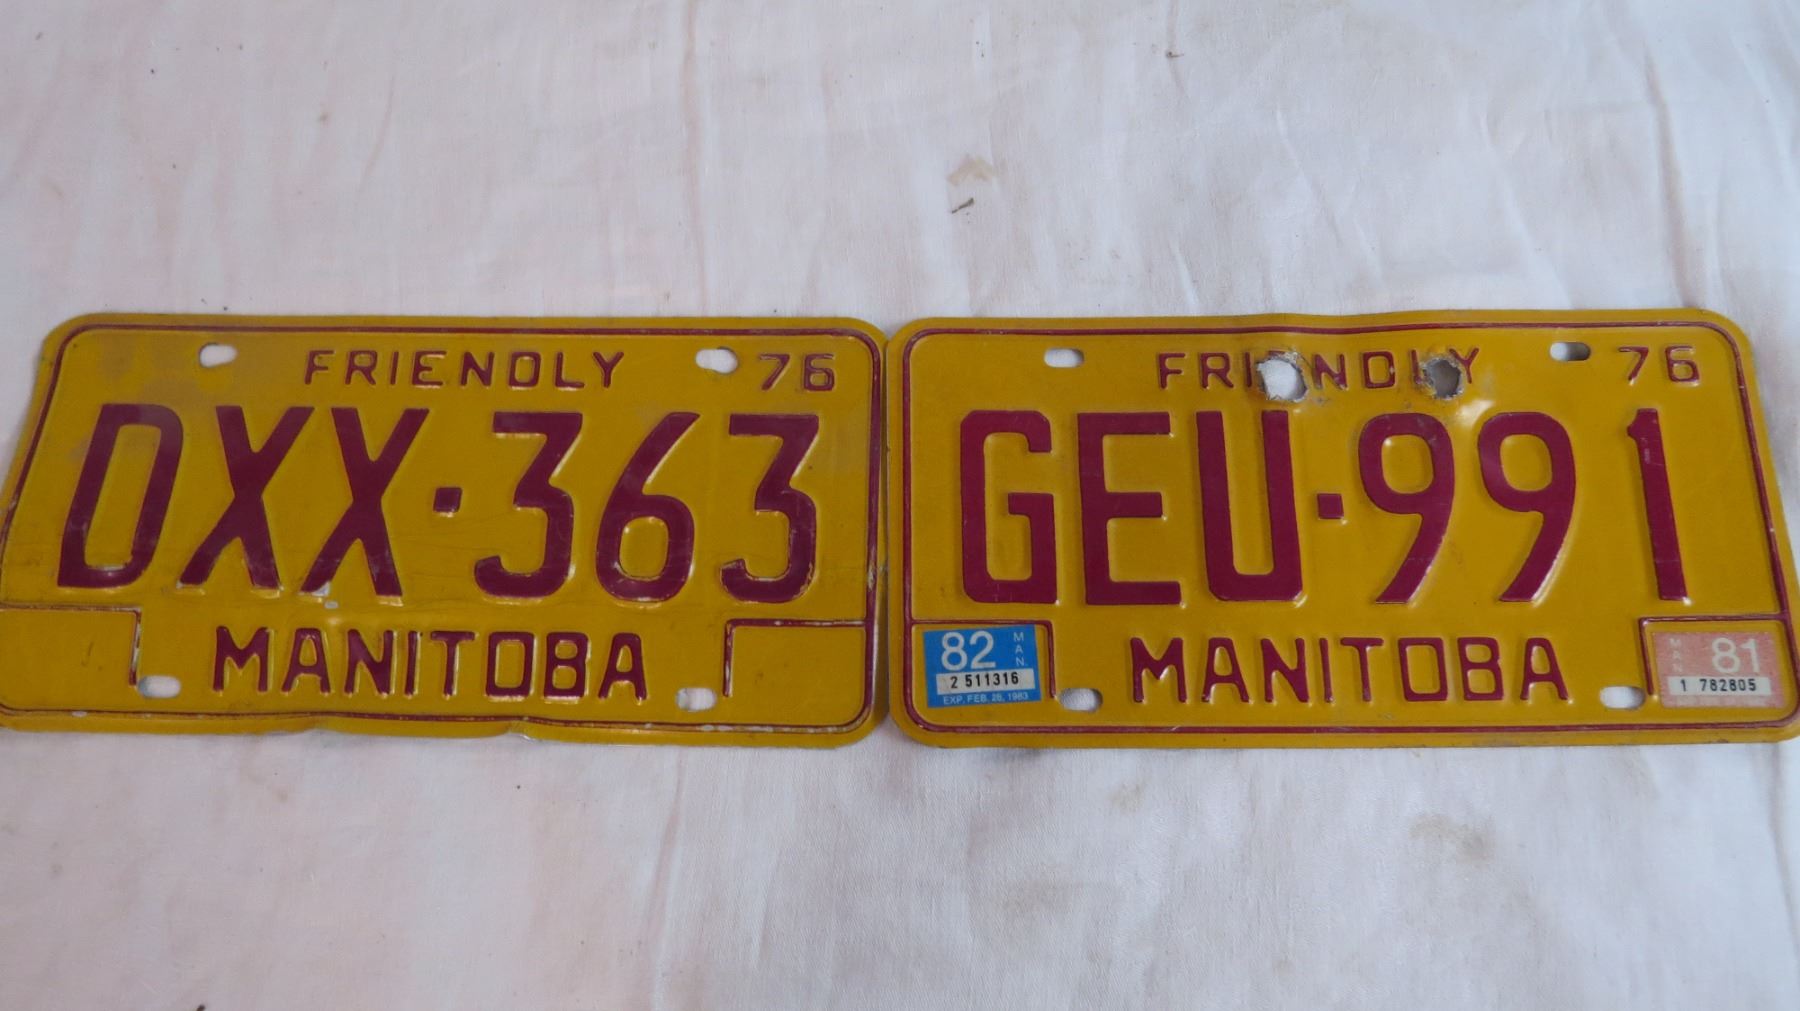 FRIENDLY 76
DXX·363
MANITOBA
FRIENDLY 76
GEU·991
MANITOBA
82 MAN.
2 511316
EXP. FEB. 28, 1983
MAN 81
1 782805